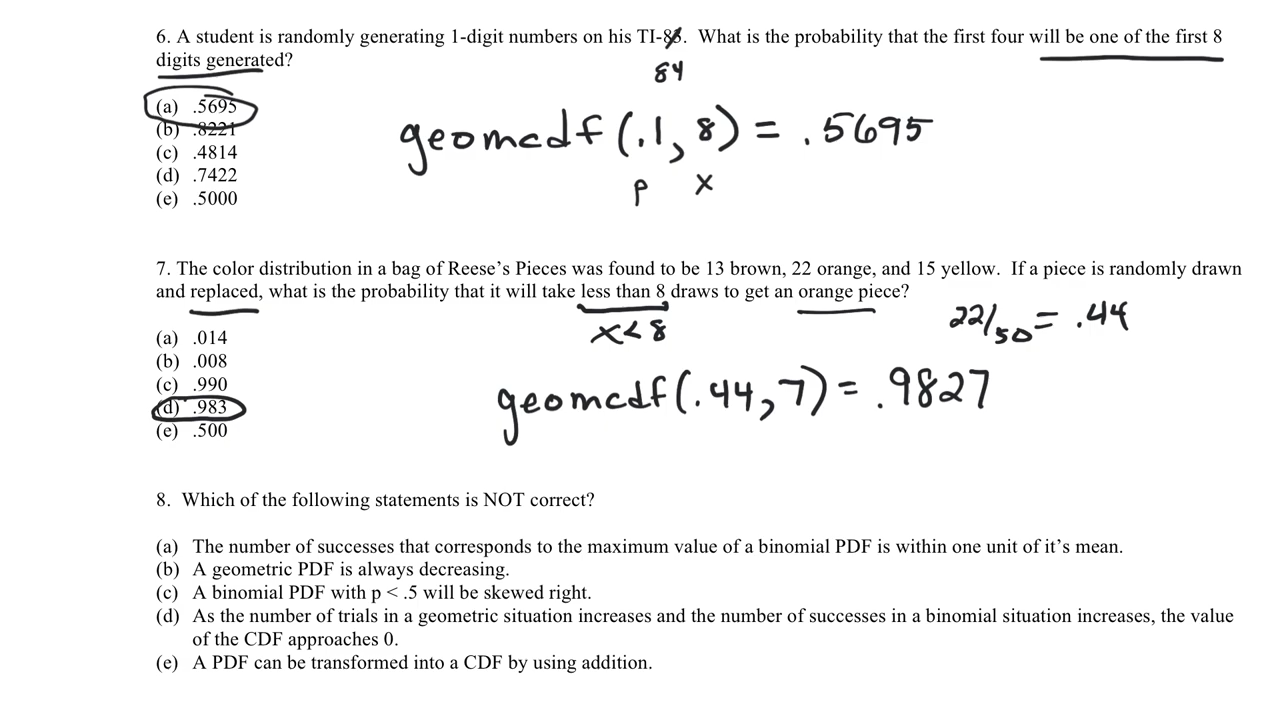 6. A student is randomly generating 1-digit numbers on his TI-83. What is the probability that the first four will be one of the first 8
digits generated?
84
(a) .5695
(b) .8221
(c) .4814
(d) .7422
(e) .5000
geomcdf(.1, 8) = .5695
p x
7. The color distribution in a bag of Reese's Pieces was found to be 13 brown, 22 orange, and 15 yellow. If a piece is randomly drawn
and replaced, what is the probability that it will take less than 8 draws to get an orange piece?
x<8
22/50 = .44
(a) .014
(b) .008
(c) .990
(d) .983
(e) .500
geomcdf(.44, 7) = .9827
8. Which of the following statements is NOT correct?
(a) The number of successes that corresponds to the maximum value of a binomial PDF is within one unit of it's mean.
(b) A geometric PDF is always decreasing.
(c) A binomial PDF with p < .5 will be skewed right.
(d) As the number of trials in a geometric situation increases and the number of successes in a binomial situation increases, the value
of the CDF approaches 0.
(e) A PDF can be transformed into a CDF by using addition.